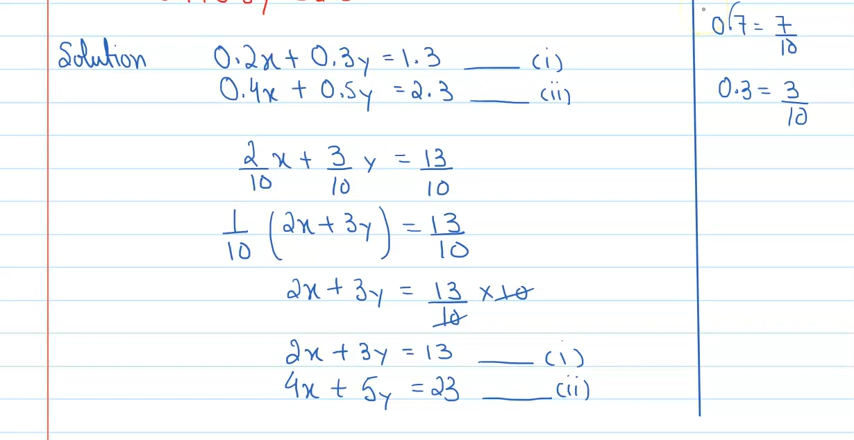 Solution 0.2x + 0.3y = 1.3 ____ (i)
0.4x + 0.5y = 2.3 ____ (ii)
2/10 x + 3/10 y = 13/10
1/10 (2x + 3y) = 13/10
2x + 3y = 13/10 × 10
2x + 3y = 13 ____ (i)
4x + 5y = 23 ____ (ii)
0.7 = 7/10
0.3 = 3/10